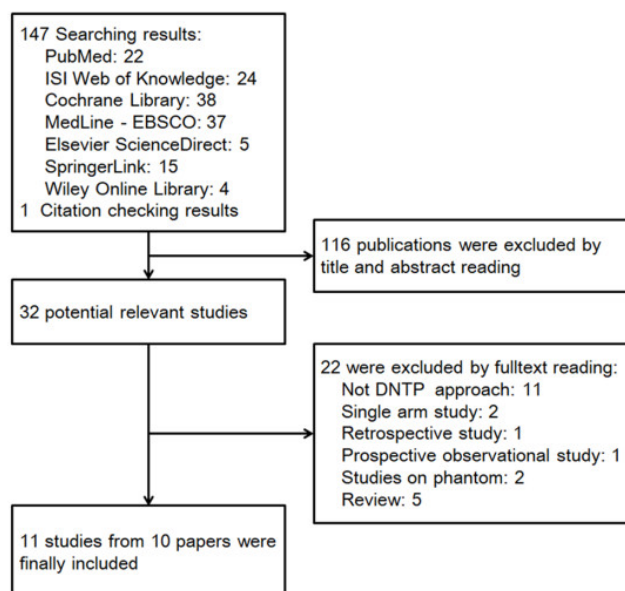 147 Searching results:
PubMed: 22
ISI Web of Knowledge: 24
Cochrane Library: 38
MedLine - EBSCO: 37
Elsevier ScienceDirect: 5
SpringerLink: 15
Wiley Online Library: 4
1 Citation checking results
116 publications were excluded by
title and abstract reading
32 potential relevant studies
22 were excluded by fulltext reading:
Not DNTP approach: 11
Single arm study: 2
Retrospective study: 1
Prospective observational study: 1
Studies on phantom: 2
Review: 5
11 studies from 10 papers were
finally included